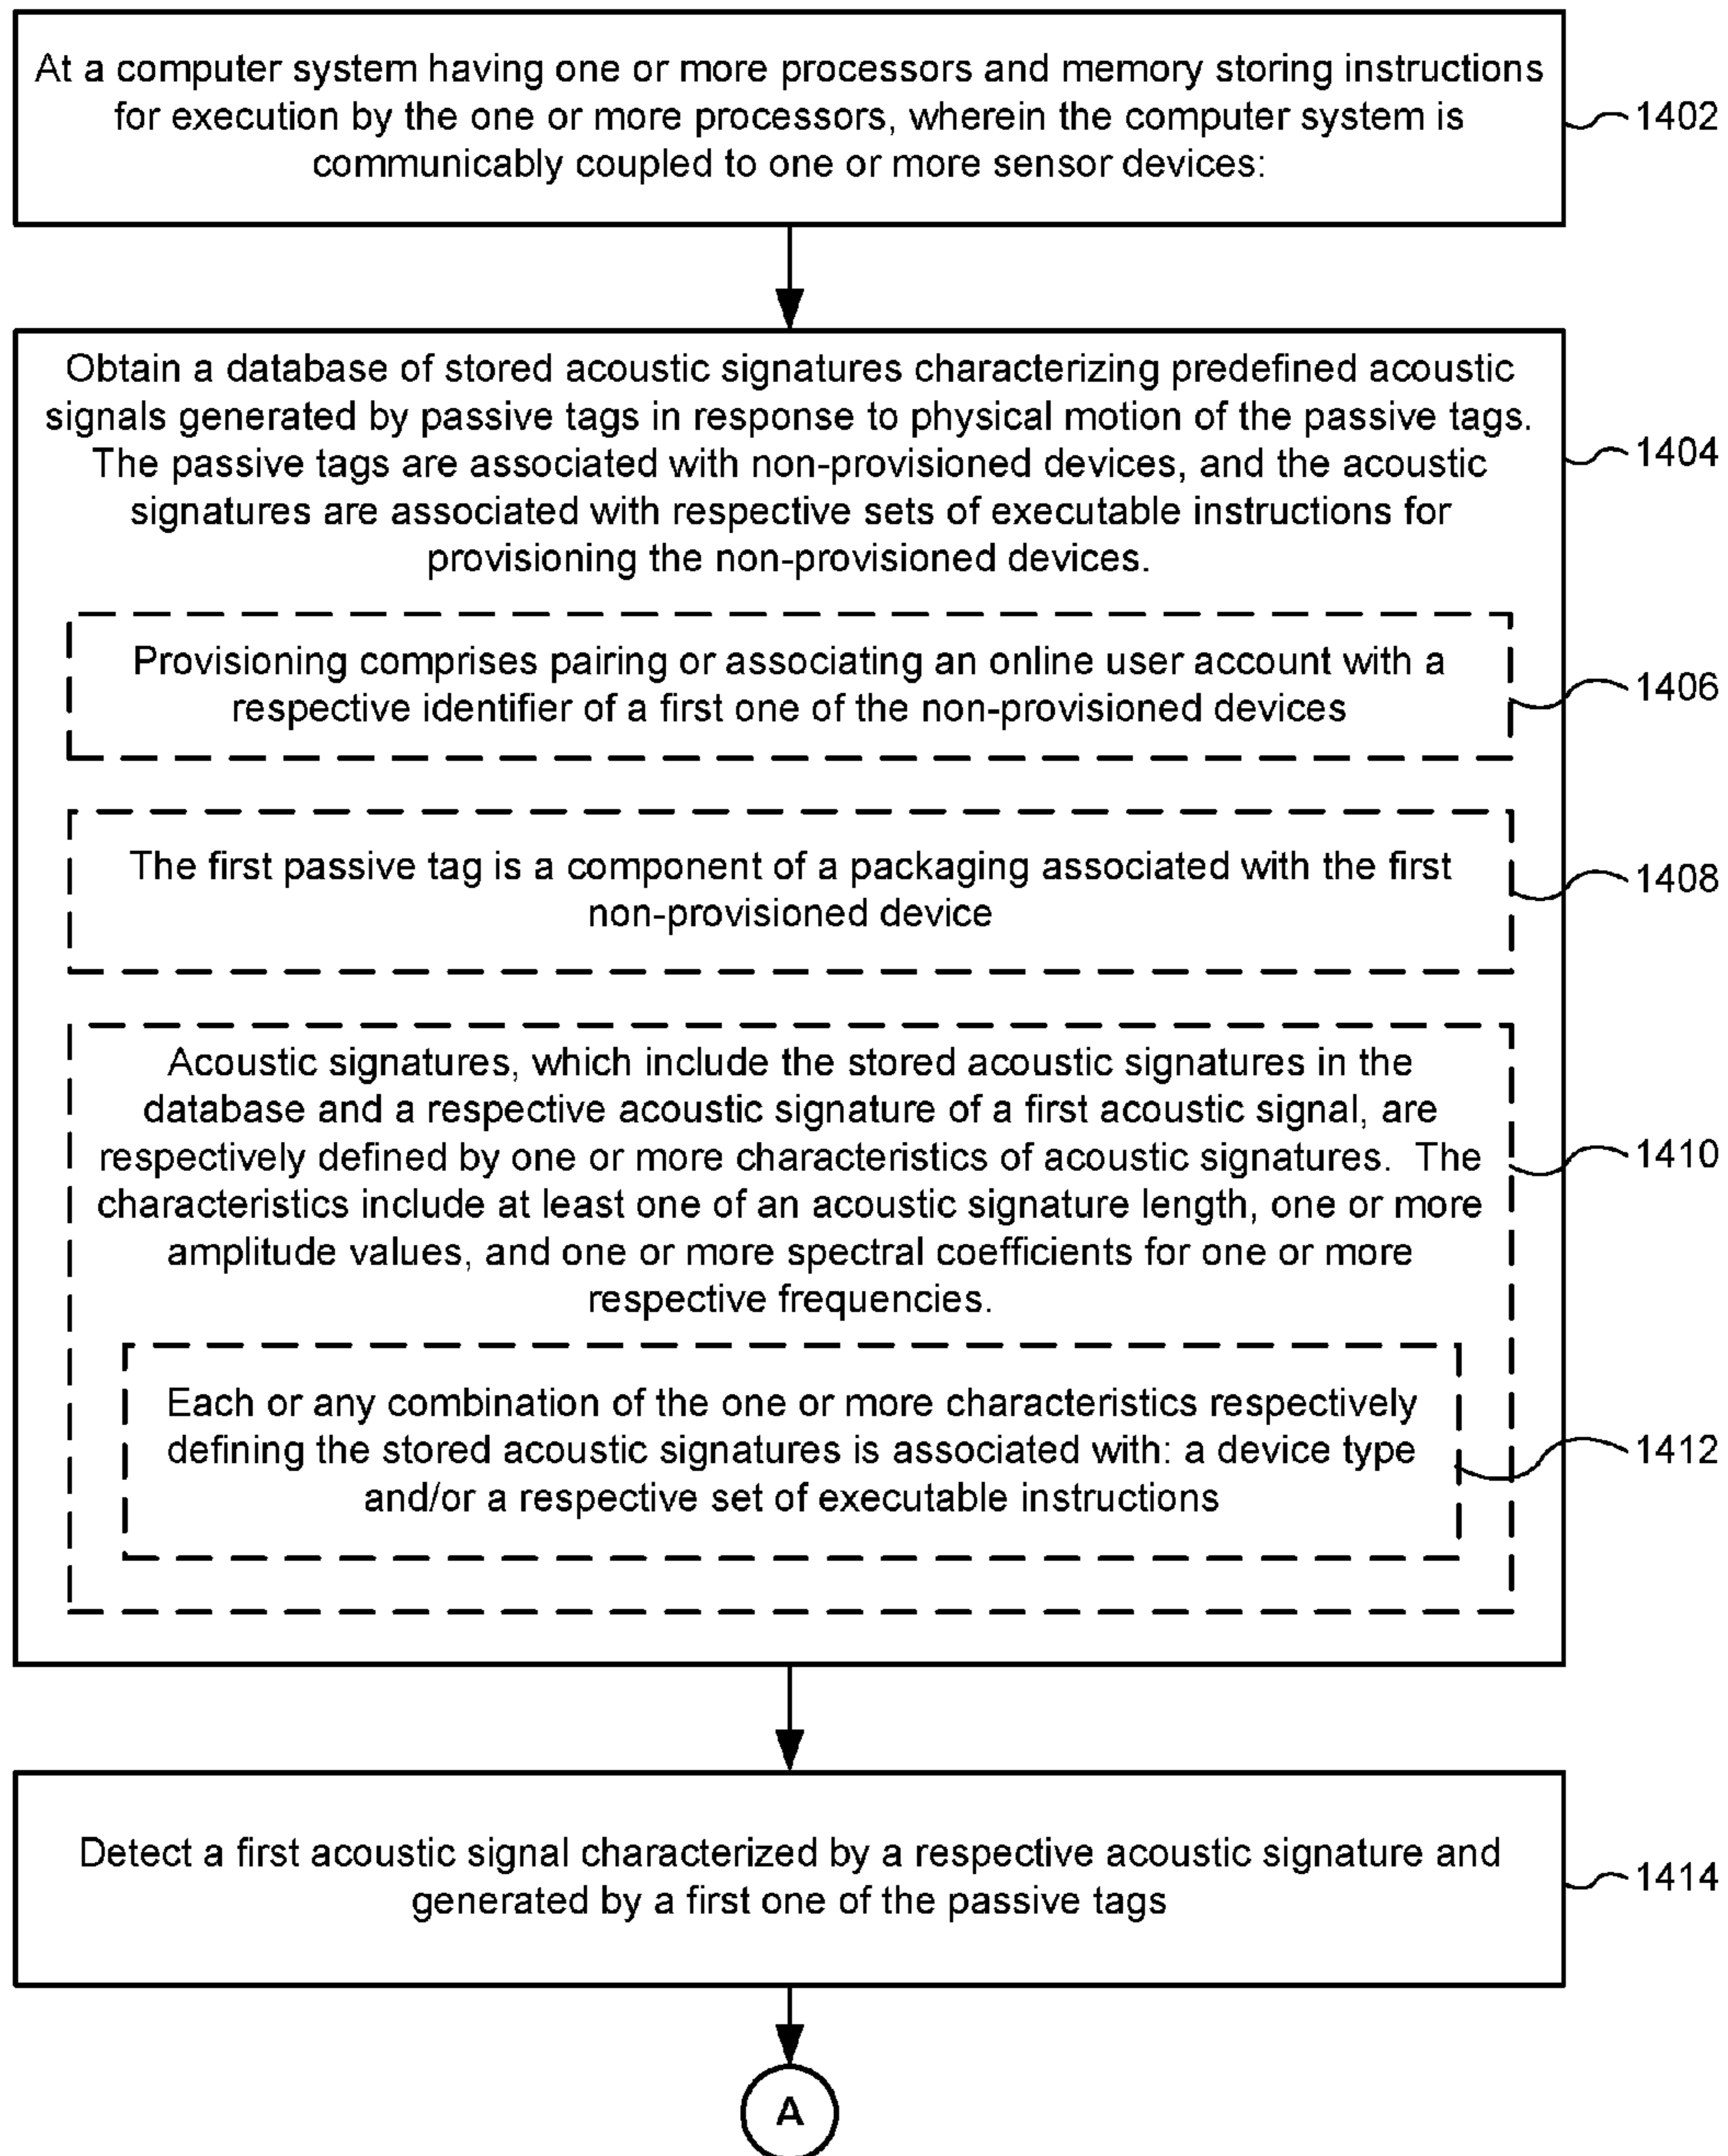 At a computer system having one or more processors and memory storing instructions
for execution by the one or more processors, wherein the computer system is
communicably coupled to one or more sensor devices:
1402
Obtain a database of stored acoustic signatures characterizing predefined acoustic
signals generated by passive tags in response to physical motion of the passive tags.
The passive tags are associated with non-provisioned devices, and the acoustic
signatures are associated with respective sets of executable instructions for
provisioning the non-provisioned devices.
1404
Provisioning comprises pairing or associating an online user account with a
respective identifier of a first one of the non-provisioned devices
1406
The first passive tag is a component of a packaging associated with the first
non-provisioned device
1408
Acoustic signatures, which include the stored acoustic signatures in the
database and a respective acoustic signature of a first acoustic signal, are
respectively defined by one or more characteristics of acoustic signatures. The
characteristics include at least one of an acoustic signature length, one or more
amplitude values, and one or more spectral coefficients for one or more
respective frequencies.
1410
Each or any combination of the one or more characteristics respectively
defining the stored acoustic signatures is associated with: a device type
and/or a respective set of executable instructions
1412
Detect a first acoustic signal characterized by a respective acoustic signature and
generated by a first one of the passive tags
1414
A